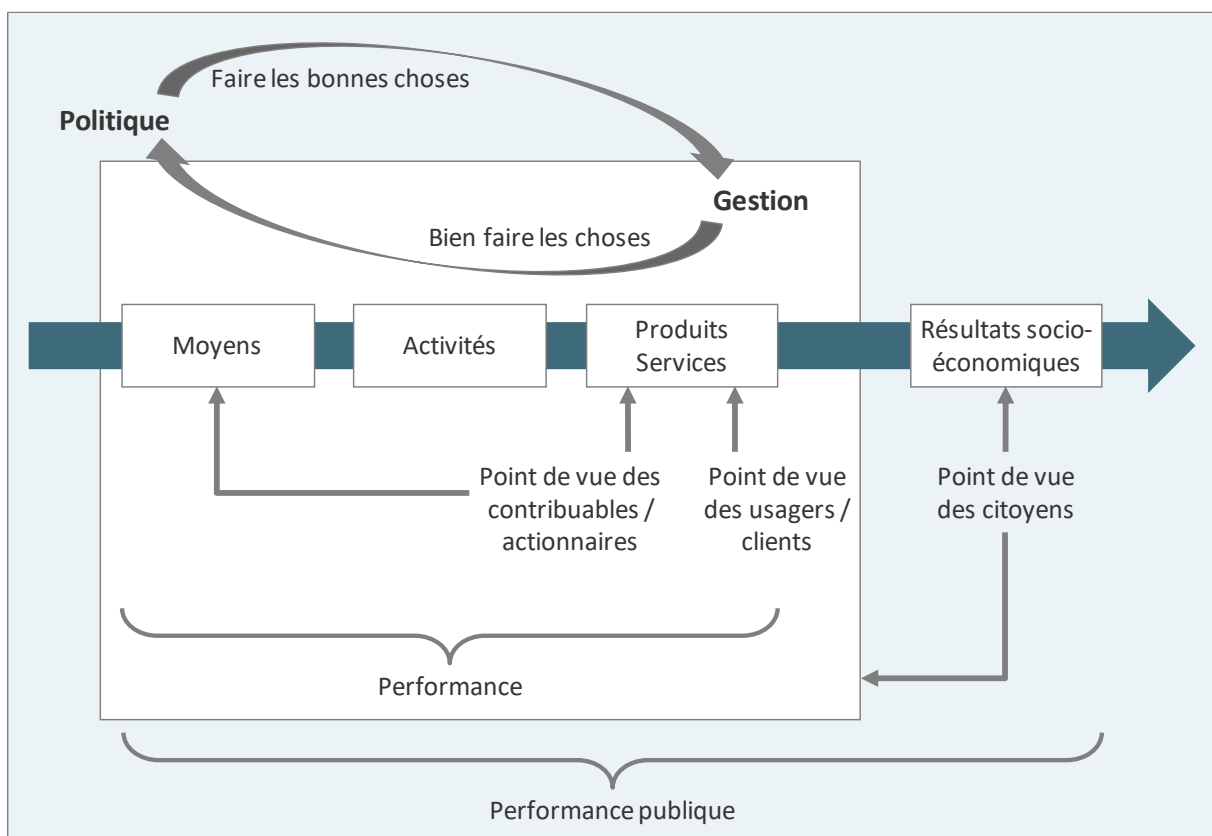 Faire les bonnes choses
Politique
Gestion
Bien faire les choses
Moyens
Activités
Produits
Services
Résultats socio-
économiques
Point de vue des
contribuables /
actionnaires
Point de vue
des usagers /
clients
Point de vue
des citoyens
Performance
Performance publique